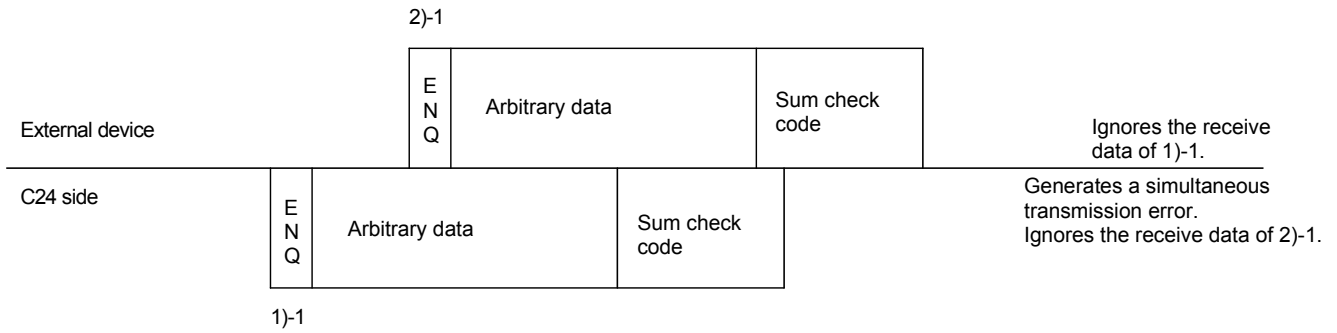 2)-1
E
N
Q
Arbitrary data
Sum check
code
External device
Ignores the receive
data of 1)-1.
C24 side
E
N
Q
Arbitrary data
Sum check
code
Generates a simultaneous
transmission error.
Ignores the receive data of 2)-1.
1)-1